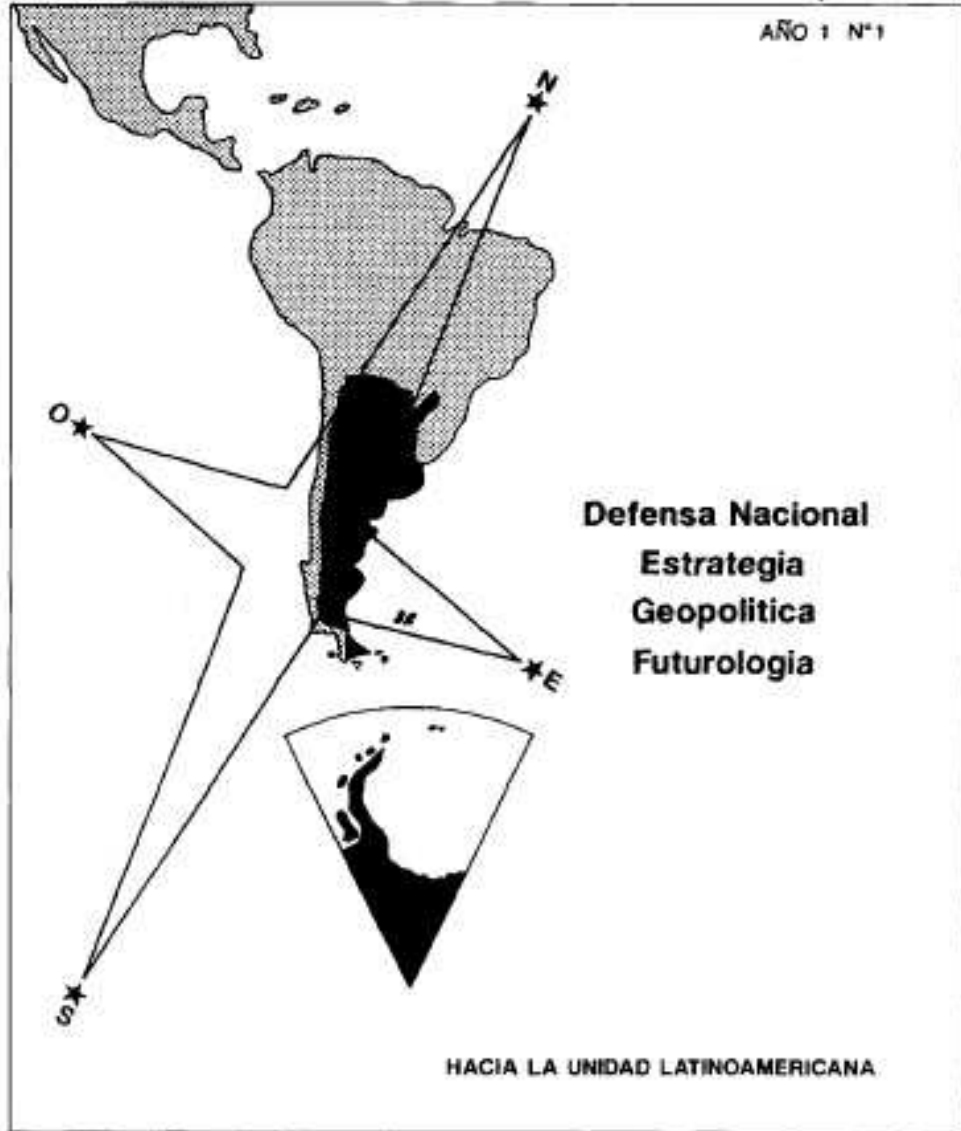 AÑO 1 N°1
N
O
Defensa Nacional
Estrategia
Geopolitica
Futurologia
E
S
HACIA LA UNIDAD LATINOAMERICANA